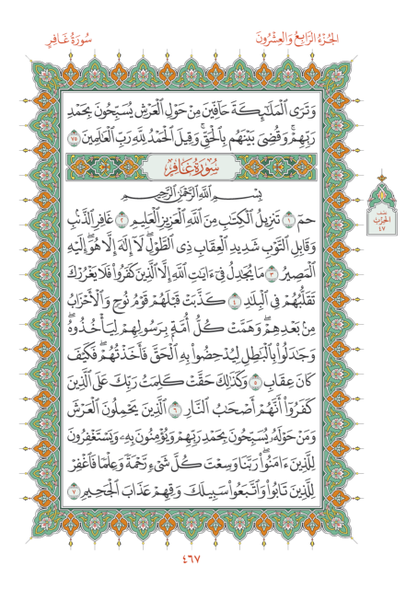 سُورَةُ غَافِرٍ
الجُزْءُ الرَّابِعُ وَالعِشْرُونَ
وَتَرَى ٱلْمَلَٰٓئِكَةَ حَآفِّينَ مِنْ حَوْلِ ٱلْعَرْشِ يُسَبِّحُونَ بِحَمْدِ
رَبِّهِمْ ۖ وَقُضِىَ بَيْنَهُم بِٱلْحَقِّ وَقِيلَ ٱلْحَمْدُ لِلَّهِ رَبِّ ٱلْعَٰلَمِينَ ٧٥
سُورَةُ غَافِرٍ
بِسْمِ ٱللَّهِ ٱلرَّحْمَٰنِ ٱلرَّحِيمِ
حمٓ ١ تَنزِيلُ ٱلْكِتَٰبِ مِنَ ٱللَّهِ ٱلْعَزِيزِ ٱلْعَلِيمِ ٢ غَافِرِ ٱلذَّنۢبِ
وَقَابِلِ ٱلتَّوْبِ شَدِيدِ ٱلْعِقَابِ ذِى ٱلطَّوْلِ ۖ لَآ إِلَٰهَ إِلَّا هُوَ ۖ إِلَيْهِ
ٱلْمَصِيرُ ٣ مَا يُجَٰدِلُ فِىٓ ءَايَٰتِ ٱللَّهِ إِلَّا ٱلَّذِينَ كَفَرُوا۟ فَلَا يَغْرُرْكَ
تَقَلُّبُهُمْ فِى ٱلْبِلَٰدِ ٤ كَذَّبَتْ قَبْلَهُمْ قَوْمُ نُوحٍ وَٱلْأَحْزَابُ
مِنۢ بَعْدِهِمْ ۖ وَهَمَّتْ كُلُّ أُمَّةٍۭ بِرَسُولِهِمْ لِيَأْخُذُوهُ ۖ
وَجَٰدَلُوا۟ بِٱلْبَٰطِلِ لِيُدْحِضُوا۟ بِهِ ٱلْحَقَّ فَأَخَذْتُهُمْ ۖ فَكَيْفَ
كَانَ عِقَابِ ٥ وَكَذَٰلِكَ حَقَّتْ كَلِمَتُ رَبِّكَ عَلَى ٱلَّذِينَ
كَفَرُوٓا۟ أَنَّهُمْ أَصْحَٰبُ ٱلنَّارِ ٦ ٱلَّذِينَ يَحْمِلُونَ ٱلْعَرْشَ
وَمَنْ حَوْلَهُۥ يُسَبِّحُونَ بِحَمْدِ رَبِّهِمْ وَيُؤْمِنُونَ بِهِۦ وَيَسْتَغْفِرُونَ
لِلَّذِينَ ءَامَنُوا۟ رَبَّنَا وَسِعْتَ كُلَّ شَىْءٍ رَّحْمَةً وَعِلْمًا فَٱغْفِرْ
لِلَّذِينَ تَابُوا۟ وَٱتَّبَعُوا۟ سَبِيلَكَ وَقِهِمْ عَذَابَ ٱلْجَحِيمِ ٧
الحِزْبُ
٤٧
٤٦٧